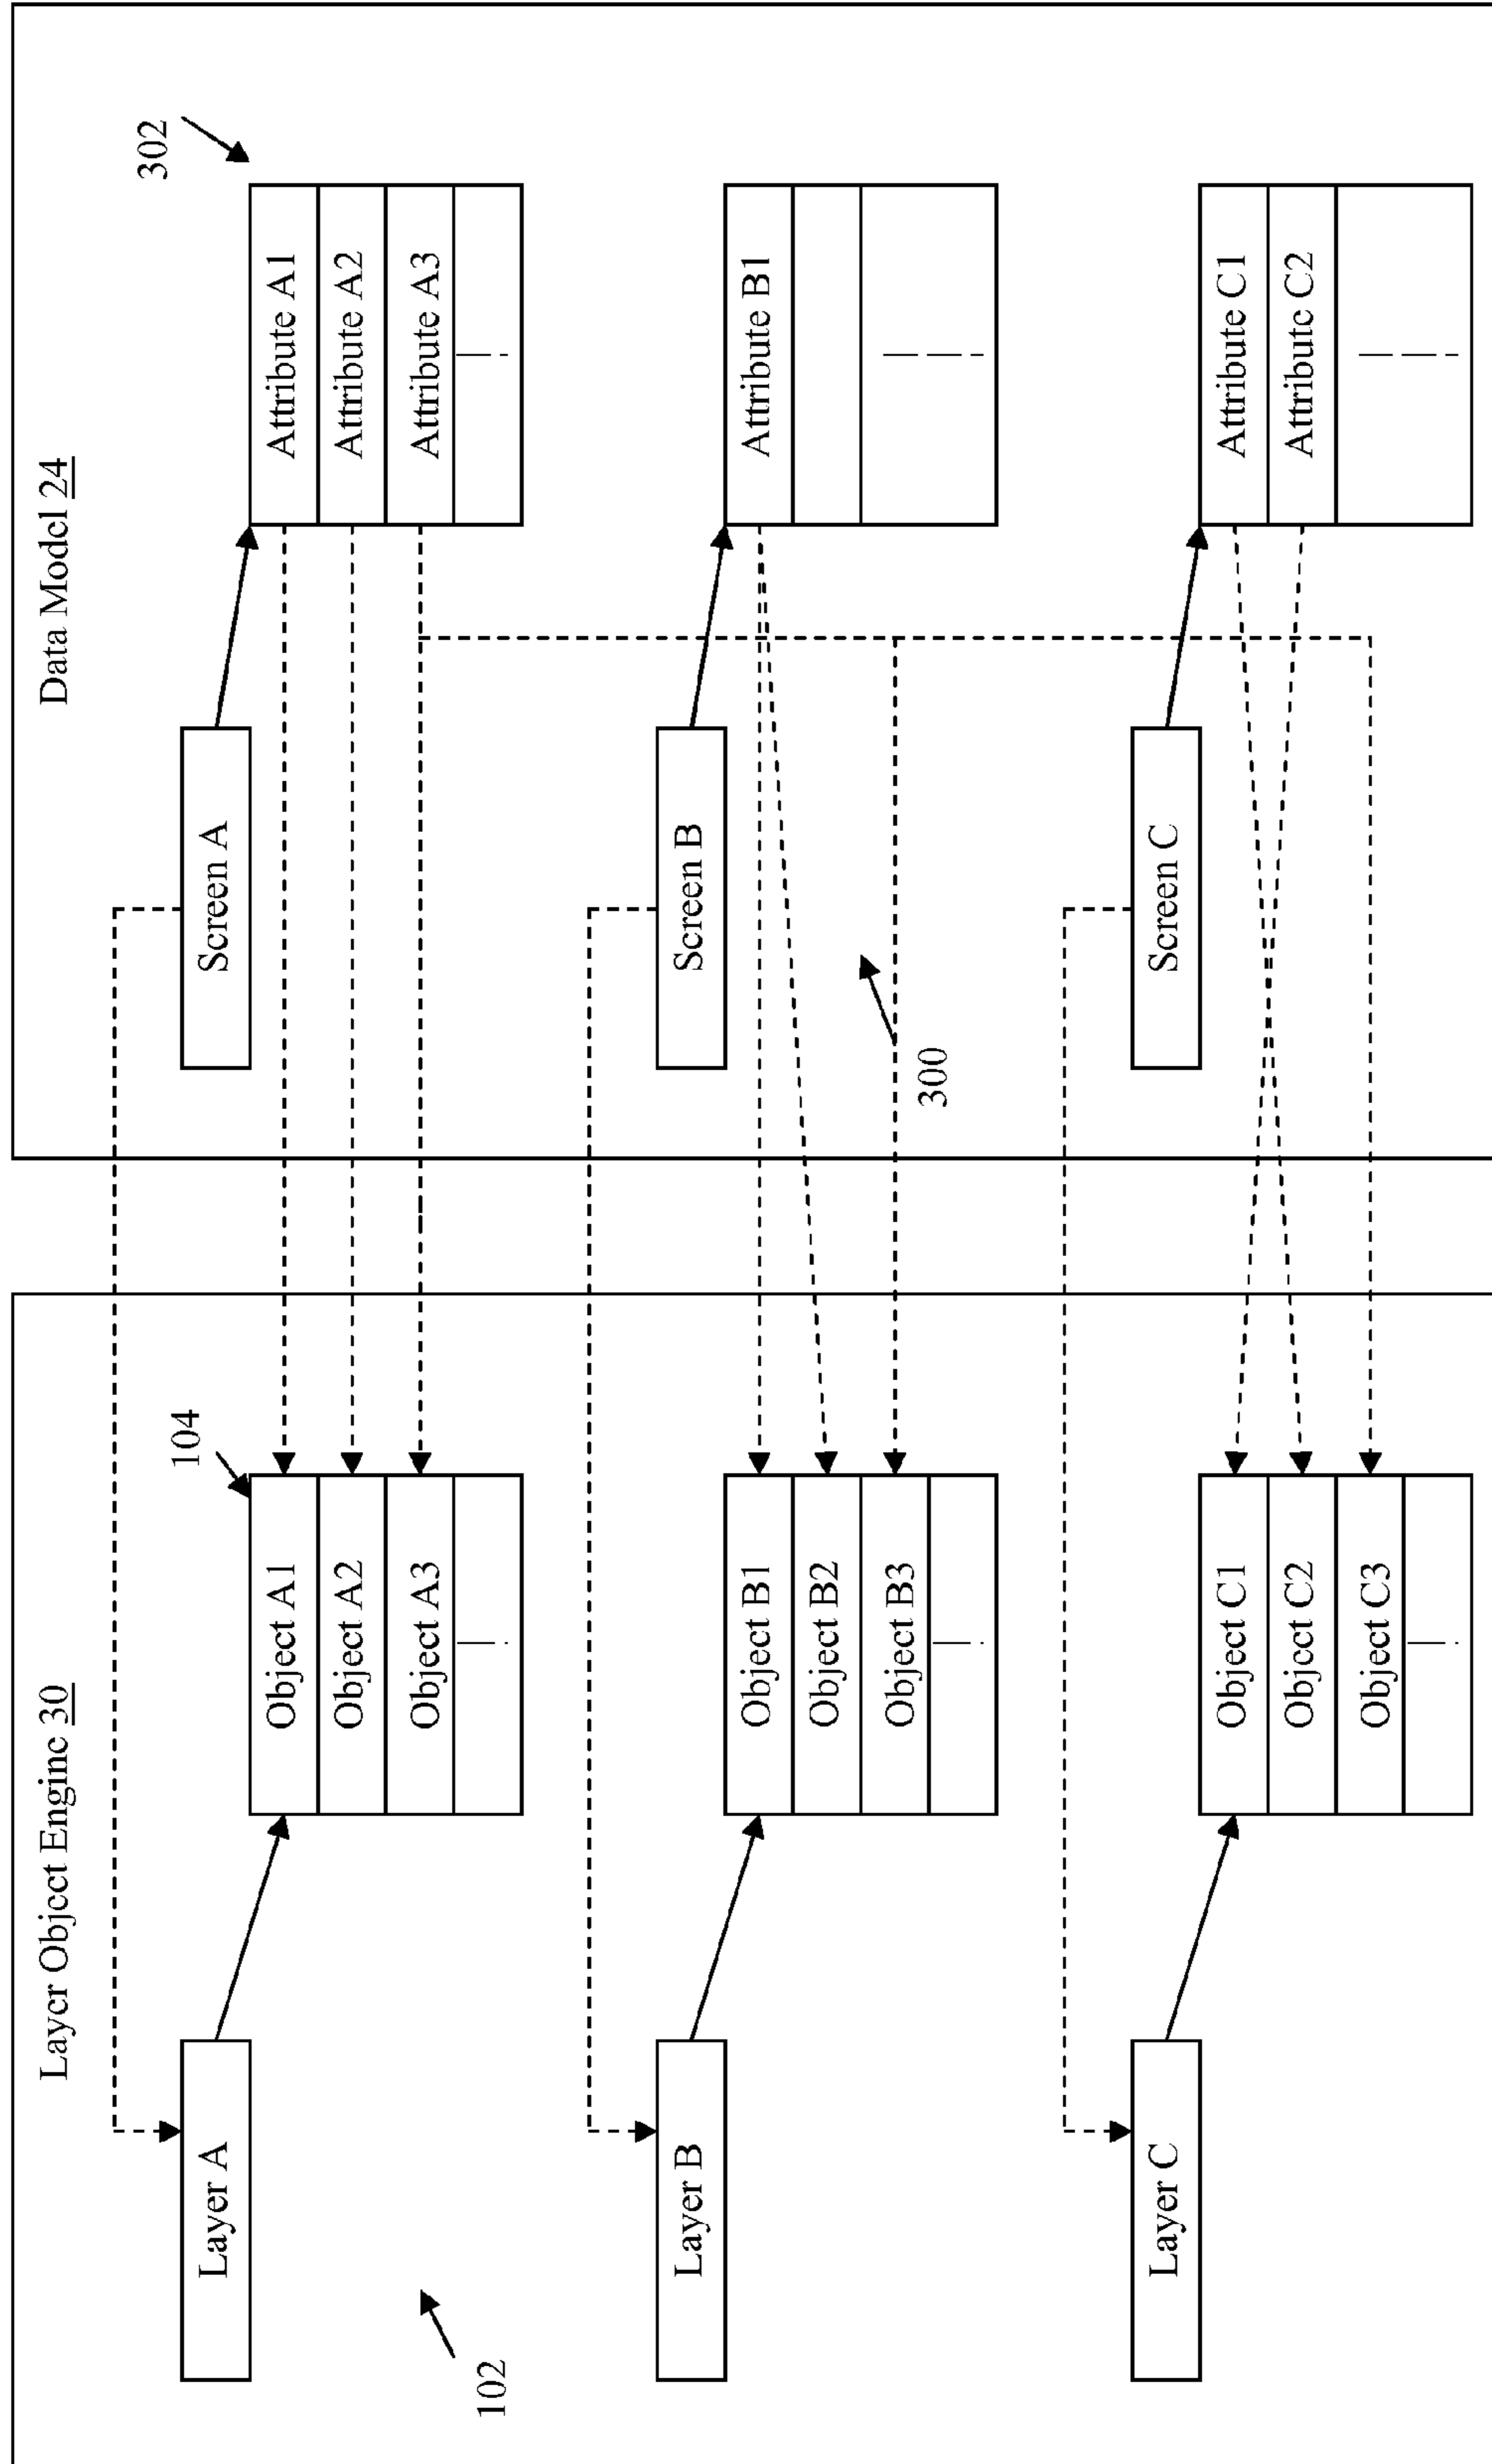 Layer Object Engine 30
Data Model 24
302
104
Layer A
Object A1
Object A2
Object A3
Screen A
Attribute A1
Attribute A2
Attribute A3
102
Layer B
Object B1
Object B2
Object B3
Screen B
Attribute B1
300
Layer C
Object C1
Object C2
Object C3
Screen C
Attribute C1
Attribute C2